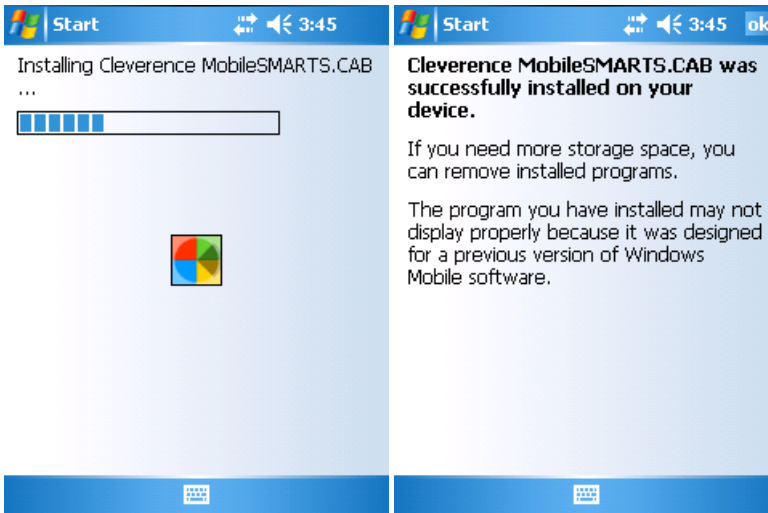 Start 3:45
Installing Cleverence MobileSMARTS.CAB
...
Start 3:45 ok
Cleverence MobileSMARTS.CAB was
successfully installed on your
device.
If you need more storage space, you
can remove installed programs.
The program you have installed may not
display properly because it was designed
for a previous version of Windows
Mobile software.